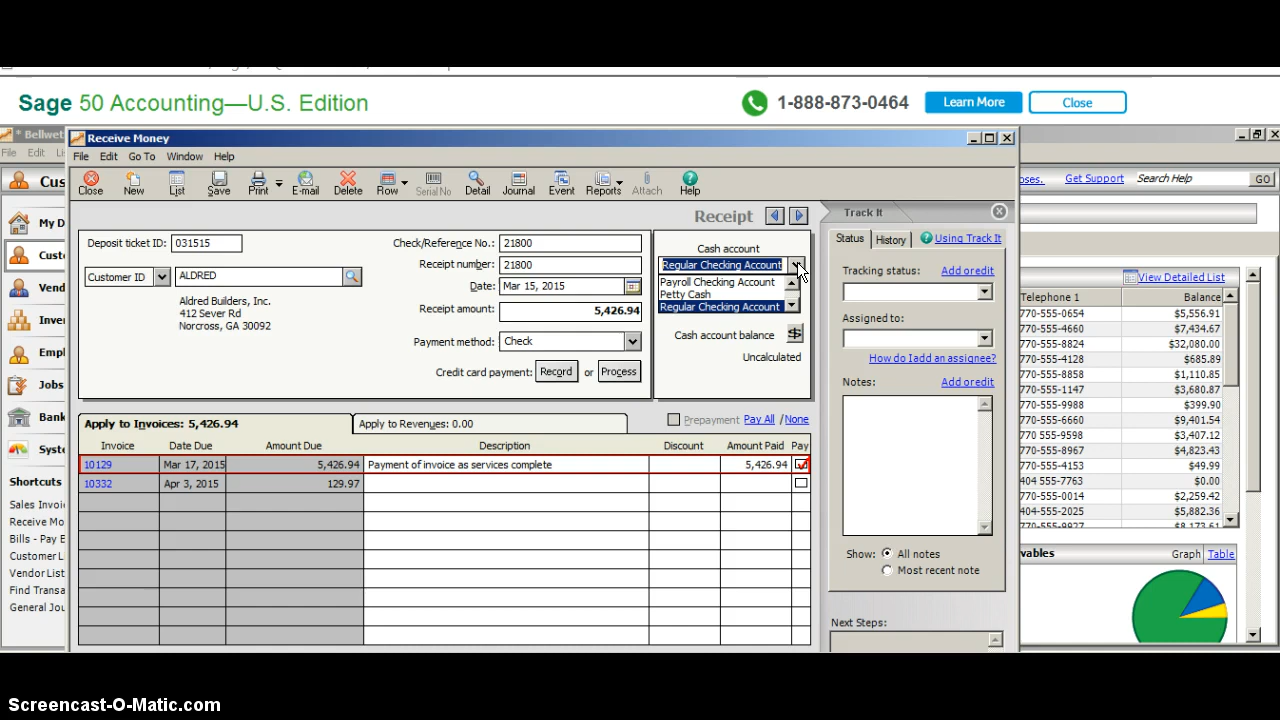 Sage 50 Accounting—U.S. Edition
1-888-873-0464
Learn More
Close
* Bellwet
File Edit Li
Receive Money
File Edit Go To Window Help
Close New List Save Print E-mail Delete Row Serial No Detail Journal Event Reports Attach Help
Cus
My D
Custo
Vend
Inver
Empl
Jobs
Bank
Syste
Shortcuts
Sales Invoic
Receive Mo
Bills - Pay B
Customer Li
Vendor List
Find Transa
General Jou
Receipt
Deposit ticket ID: 031515
Customer ID ALDRED
Aldred Builders, Inc.
412 Sever Rd
Norcross, GA 30092
Check/Reference No.: 21800
Receipt number: 21800
Date: Mar 15, 2015
Receipt amount: 5,426.94
Payment method: Check
Credit card payment: Record or Process
Cash account
Regular Checking Account
Payroll Checking Account
Petty Cash
Regular Checking Account
Cash account balance
Uncalculated
Apply to Invoices: 5,426.94
Apply to Revenues: 0.00
Prepayment Pay All / None
Invoice Date Due Amount Due Description Discount Amount Paid Pay
10129 Mar 17, 2015 5,426.94 Payment of invoice as services complete 5,426.94
10332 Apr 3, 2015 129.97
Track It
Status History Using Track It
Tracking status: Add or edit
Assigned to:
How do I add an assignee?
Notes: Add or edit
Show: All notes
Most recent note
Next Steps:
oses. Get Support Search Help GO
View Detailed List
Telephone 1 Balance
770-555-0654 $5,556.91
770-555-4660 $7,434.67
770-555-8824 $32,080.00
770-555-4128 $685.89
770-555-8858 $1,110.85
770-555-1147 $3,680.87
770-555-9988 $399.90
770 555-9598 $3,407.12
770-555-8967 $4,823.43
770-555-4153 $49.99
404 555-7763 $0.00
770-555-0014 $2,259.42
404-555-2025 $5,882.36
770-555-6660 $9,401.54
770-555-9927 $8,173.61
vables Graph Table
Screencast-O-Matic.com